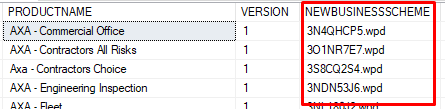 PRODUCTNAME VERSION NEWBUSINESSSCHEME
AXA - Commercial Office 1 3N4QHCP5.wpd
AXA - Contractors All Risks 1 3O1NR7E7.wpd
Axa - Contractors Choice 1 3S8CQ2S4.wpd
AXA - Engineering Inspection 1 3NDN53J6.wpd
AXA - Fleet 1